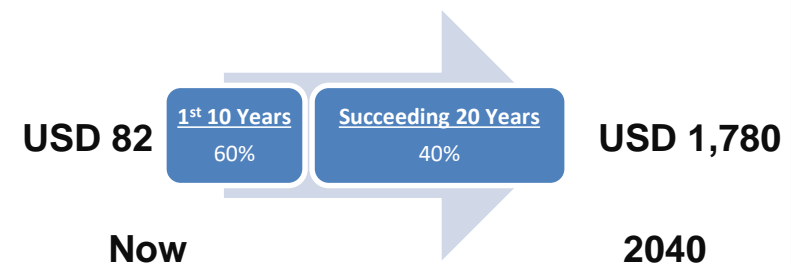 USD 82
1st 10 Years
60%
Succeeding 20 Years
40%
USD 1,780
Now
2040